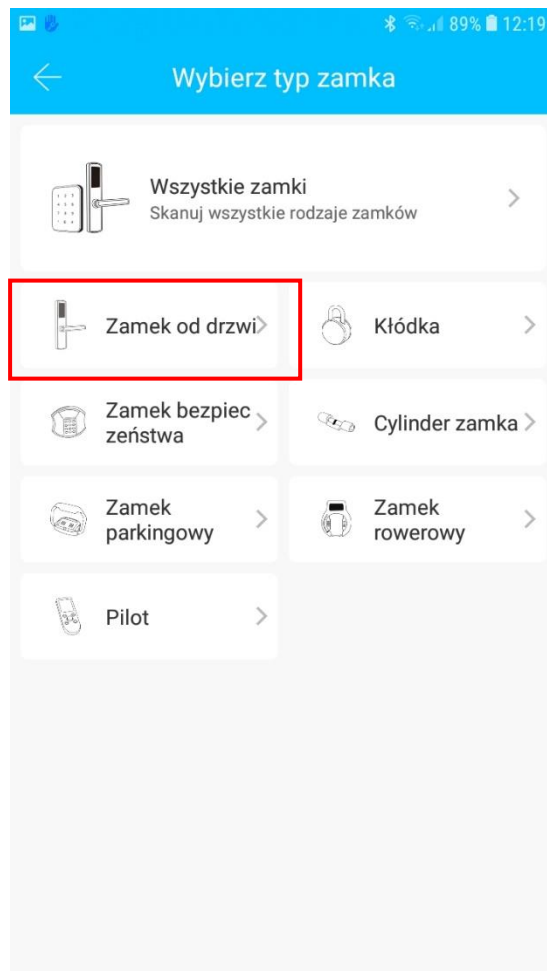 89% 12:19
Wybierz typ zamka
Wszystkie zamki
Skanuj wszystkie rodzaje zamków
Zamek od drzwi
Kłódka
Zamek bezpiec
zeństwa
Cylinder zamka
Zamek
parkingowy
Zamek
rowerowy
Pilot